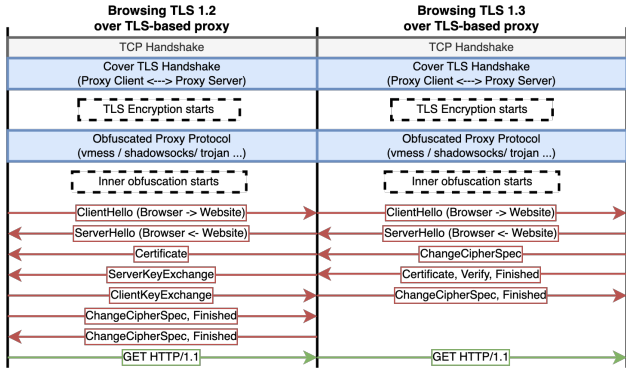 Browsing TLS 1.2
over TLS-based proxy
Browsing TLS 1.3
over TLS-based proxy
TCP Handshake
TCP Handshake
Cover TLS Handshake
(Proxy Client <---> Proxy Server)
Cover TLS Handshake
(Proxy Client <---> Proxy Server)
TLS Encryption starts
TLS Encryption starts
Obfuscated Proxy Protocol
(vmess / shadowsocks/ trojan ...)
Obfuscated Proxy Protocol
(vmess / shadowsocks/ trojan ...)
Inner obfuscation starts
Inner obfuscation starts
ClientHello (Browser -> Website)
ClientHello (Browser -> Website)
ServerHello (Browser <- Website)
ServerHello (Browser <- Website)
Certificate
ChangeCipherSpec
ServerKeyExchange
Certificate, Verify, Finished
ClientKeyExchange
ChangeCipherSpec, Finished
ChangeCipherSpec, Finished
ChangeCipherSpec, Finished
GET HTTP/1.1
GET HTTP/1.1